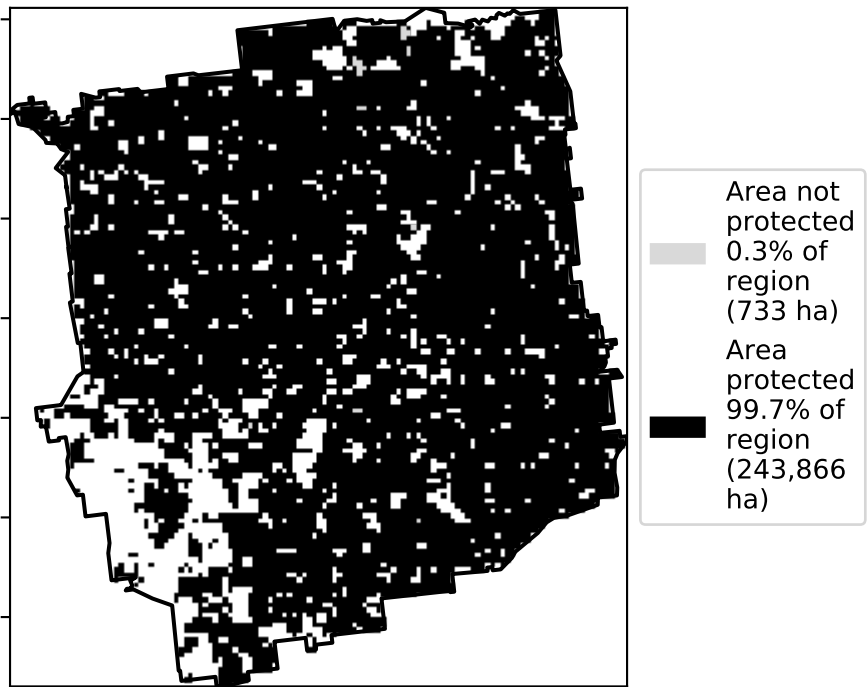 Area not
protected
0.3% of
region
(733 ha)
Area
protected
99.7% of
region
(243,866
ha)